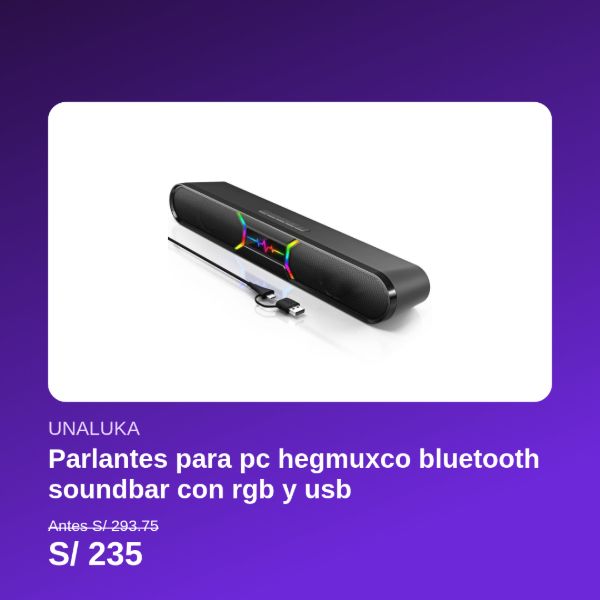 UNALUKA
Parlantes para pc hegmuxco bluetooth
soundbar con rgb y usb
Antes S/ 293.75
S/ 235